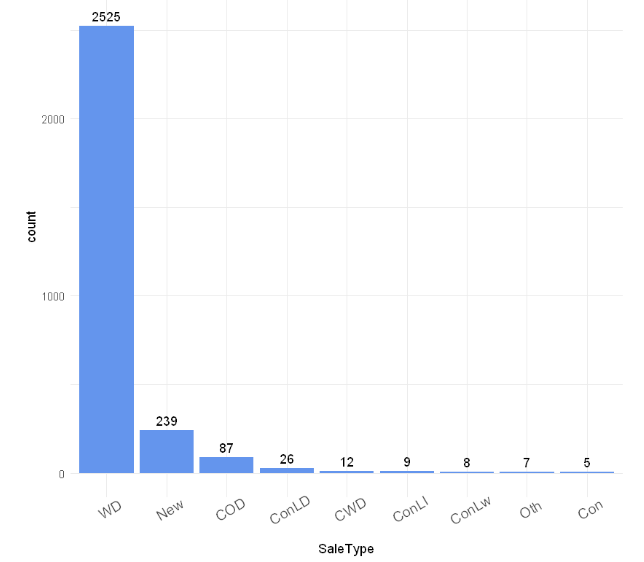 2525
2000
count
1000
239
87
26
12
9
8
7
5
0
WD
New
COD
ConLD
CWD
ConLI
ConLw
Oth
Con
SaleType